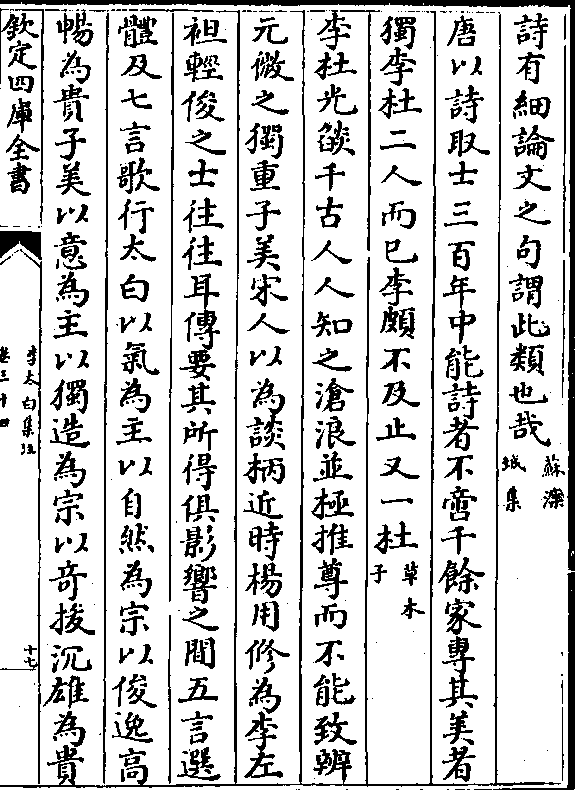 詩有細論文之句謂此類也哉蘇濼城集
唐以詩取士三百年中能詩者不啻千餘家專其美者
獨李杜二人而已李頗不及止又一杜草木子
李杜光燄千古人人知之滄浪並極推尊而不能致辨
元微之獨重子美宋人以為談柄近時楊用修為李左
袒輕俊之士往往耳傳要其所得俱影響之間五言選
體及七言歌行太白以氣為主以自然為宗以俊逸高
暢為貴子美以意為主以獨造為宗以奇拔沉雄為貴
欽定四庫全書
李太白集注
卷三十四
十七